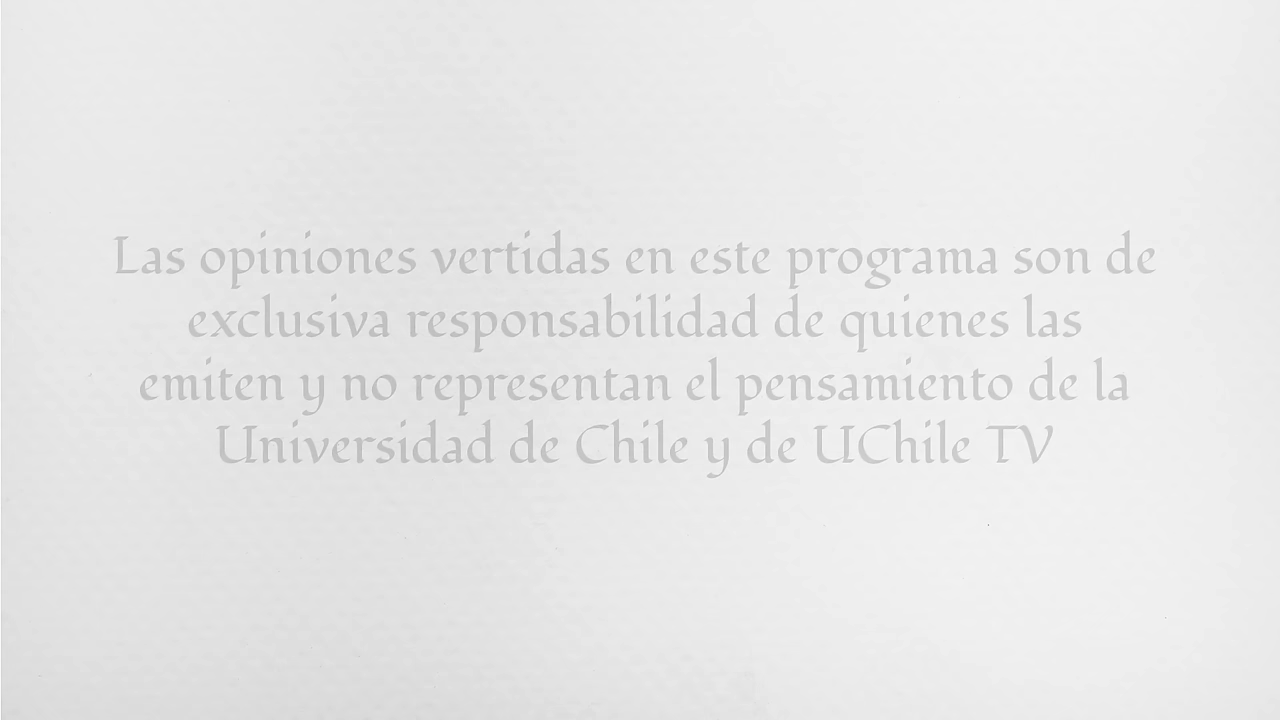 Las opiniones vertidas en este programa son de
exclusiva responsabilidad de quienes las
emiten y no representan el pensamiento de la
Universidad de Chile y de UChile TV